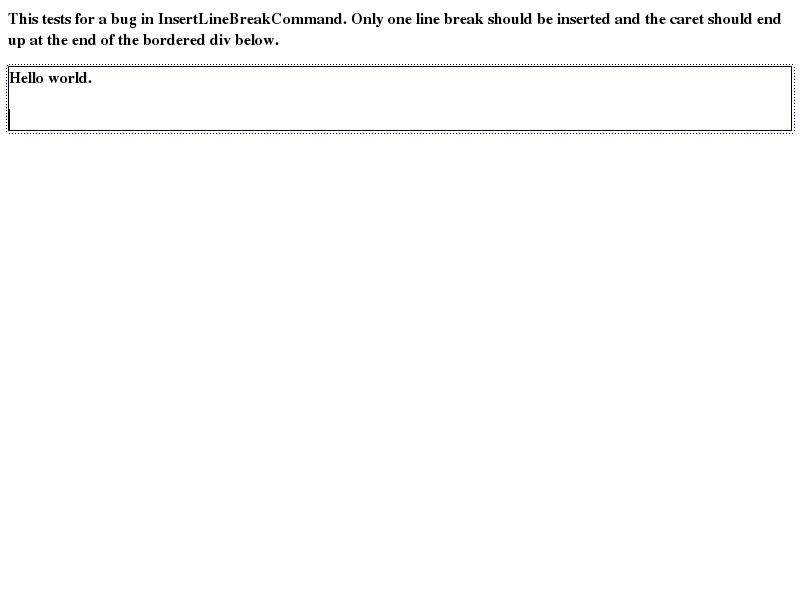 This tests for a bug in InsertLineBreakCommand. Only one line break should be inserted and the caret should end
up at the end of the bordered div below.
Hello world.